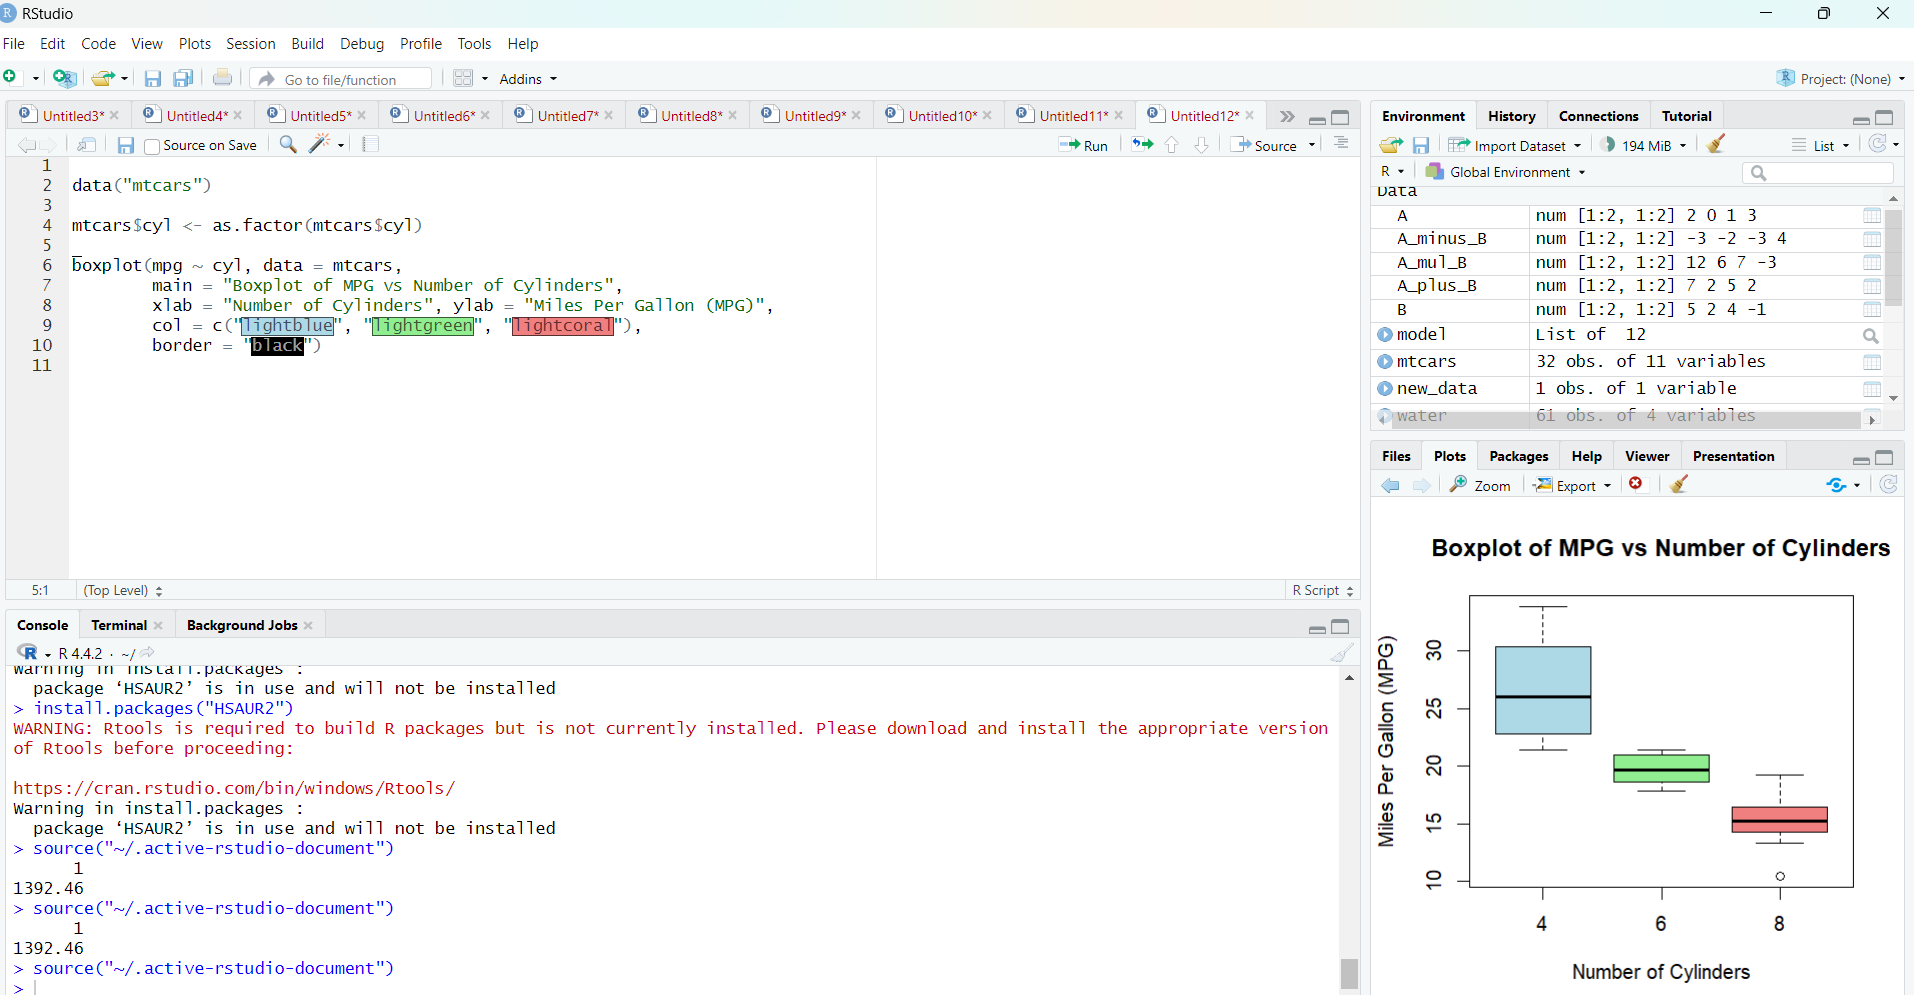 RStudio
File Edit Code View Plots Session Build Debug Profile Tools Help
Go to file/function Addins Project: (None)
Untitled3* Untitled4* Untitled5* Untitled6* Untitled7* Untitled8* Untitled9* Untitled10* Untitled11* Untitled12*
Source on Save Run Source
1
2 data("mtcars")
3
4 mtcars$cyl <- as.factor(mtcars$cyl)
5
6 boxplot(mpg ~ cyl, data = mtcars,
7 main = "Boxplot of MPG vs Number of Cylinders",
8 xlab = "Number of Cylinders", ylab = "Miles Per Gallon (MPG)",
9 col = c("lightblue", "lightgreen", "lightcoral"),
10 border = "black")
11
5:1 (Top Level) R Script
Console Terminal Background Jobs
R 4.4.2 · ~/
Warning in install.packages :
package ‘HSAUR2’ is in use and will not be installed
> install.packages("HSAUR2")
WARNING: Rtools is required to build R packages but is not currently installed. Please download and install the appropriate version
of Rtools before proceeding:
https://cran.rstudio.com/bin/windows/Rtools/
Warning in install.packages :
package ‘HSAUR2’ is in use and will not be installed
> source("~/.active-rstudio-document")
1
1392.46
> source("~/.active-rstudio-document")
1
1392.46
> source("~/.active-rstudio-document")
>
Environment History Connections Tutorial
Import Dataset 194 MiB List
R Global Environment
Data
A num [1:2, 1:2] 2 0 1 3
A_minus_B num [1:2, 1:2] -3 -2 -3 4
A_mul_B num [1:2, 1:2] 12 6 7 -3
A_plus_B num [1:2, 1:2] 7 2 5 2
B num [1:2, 1:2] 5 2 4 -1
model List of 12
mtcars 32 obs. of 11 variables
new_data 1 obs. of 1 variable
water 61 obs. of 4 variables
Files Plots Packages Help Viewer Presentation
Zoom Export
Boxplot of MPG vs Number of Cylinders
Miles Per Gallon (MPG)
30
25
20
15
10
4 6 8
Number of Cylinders